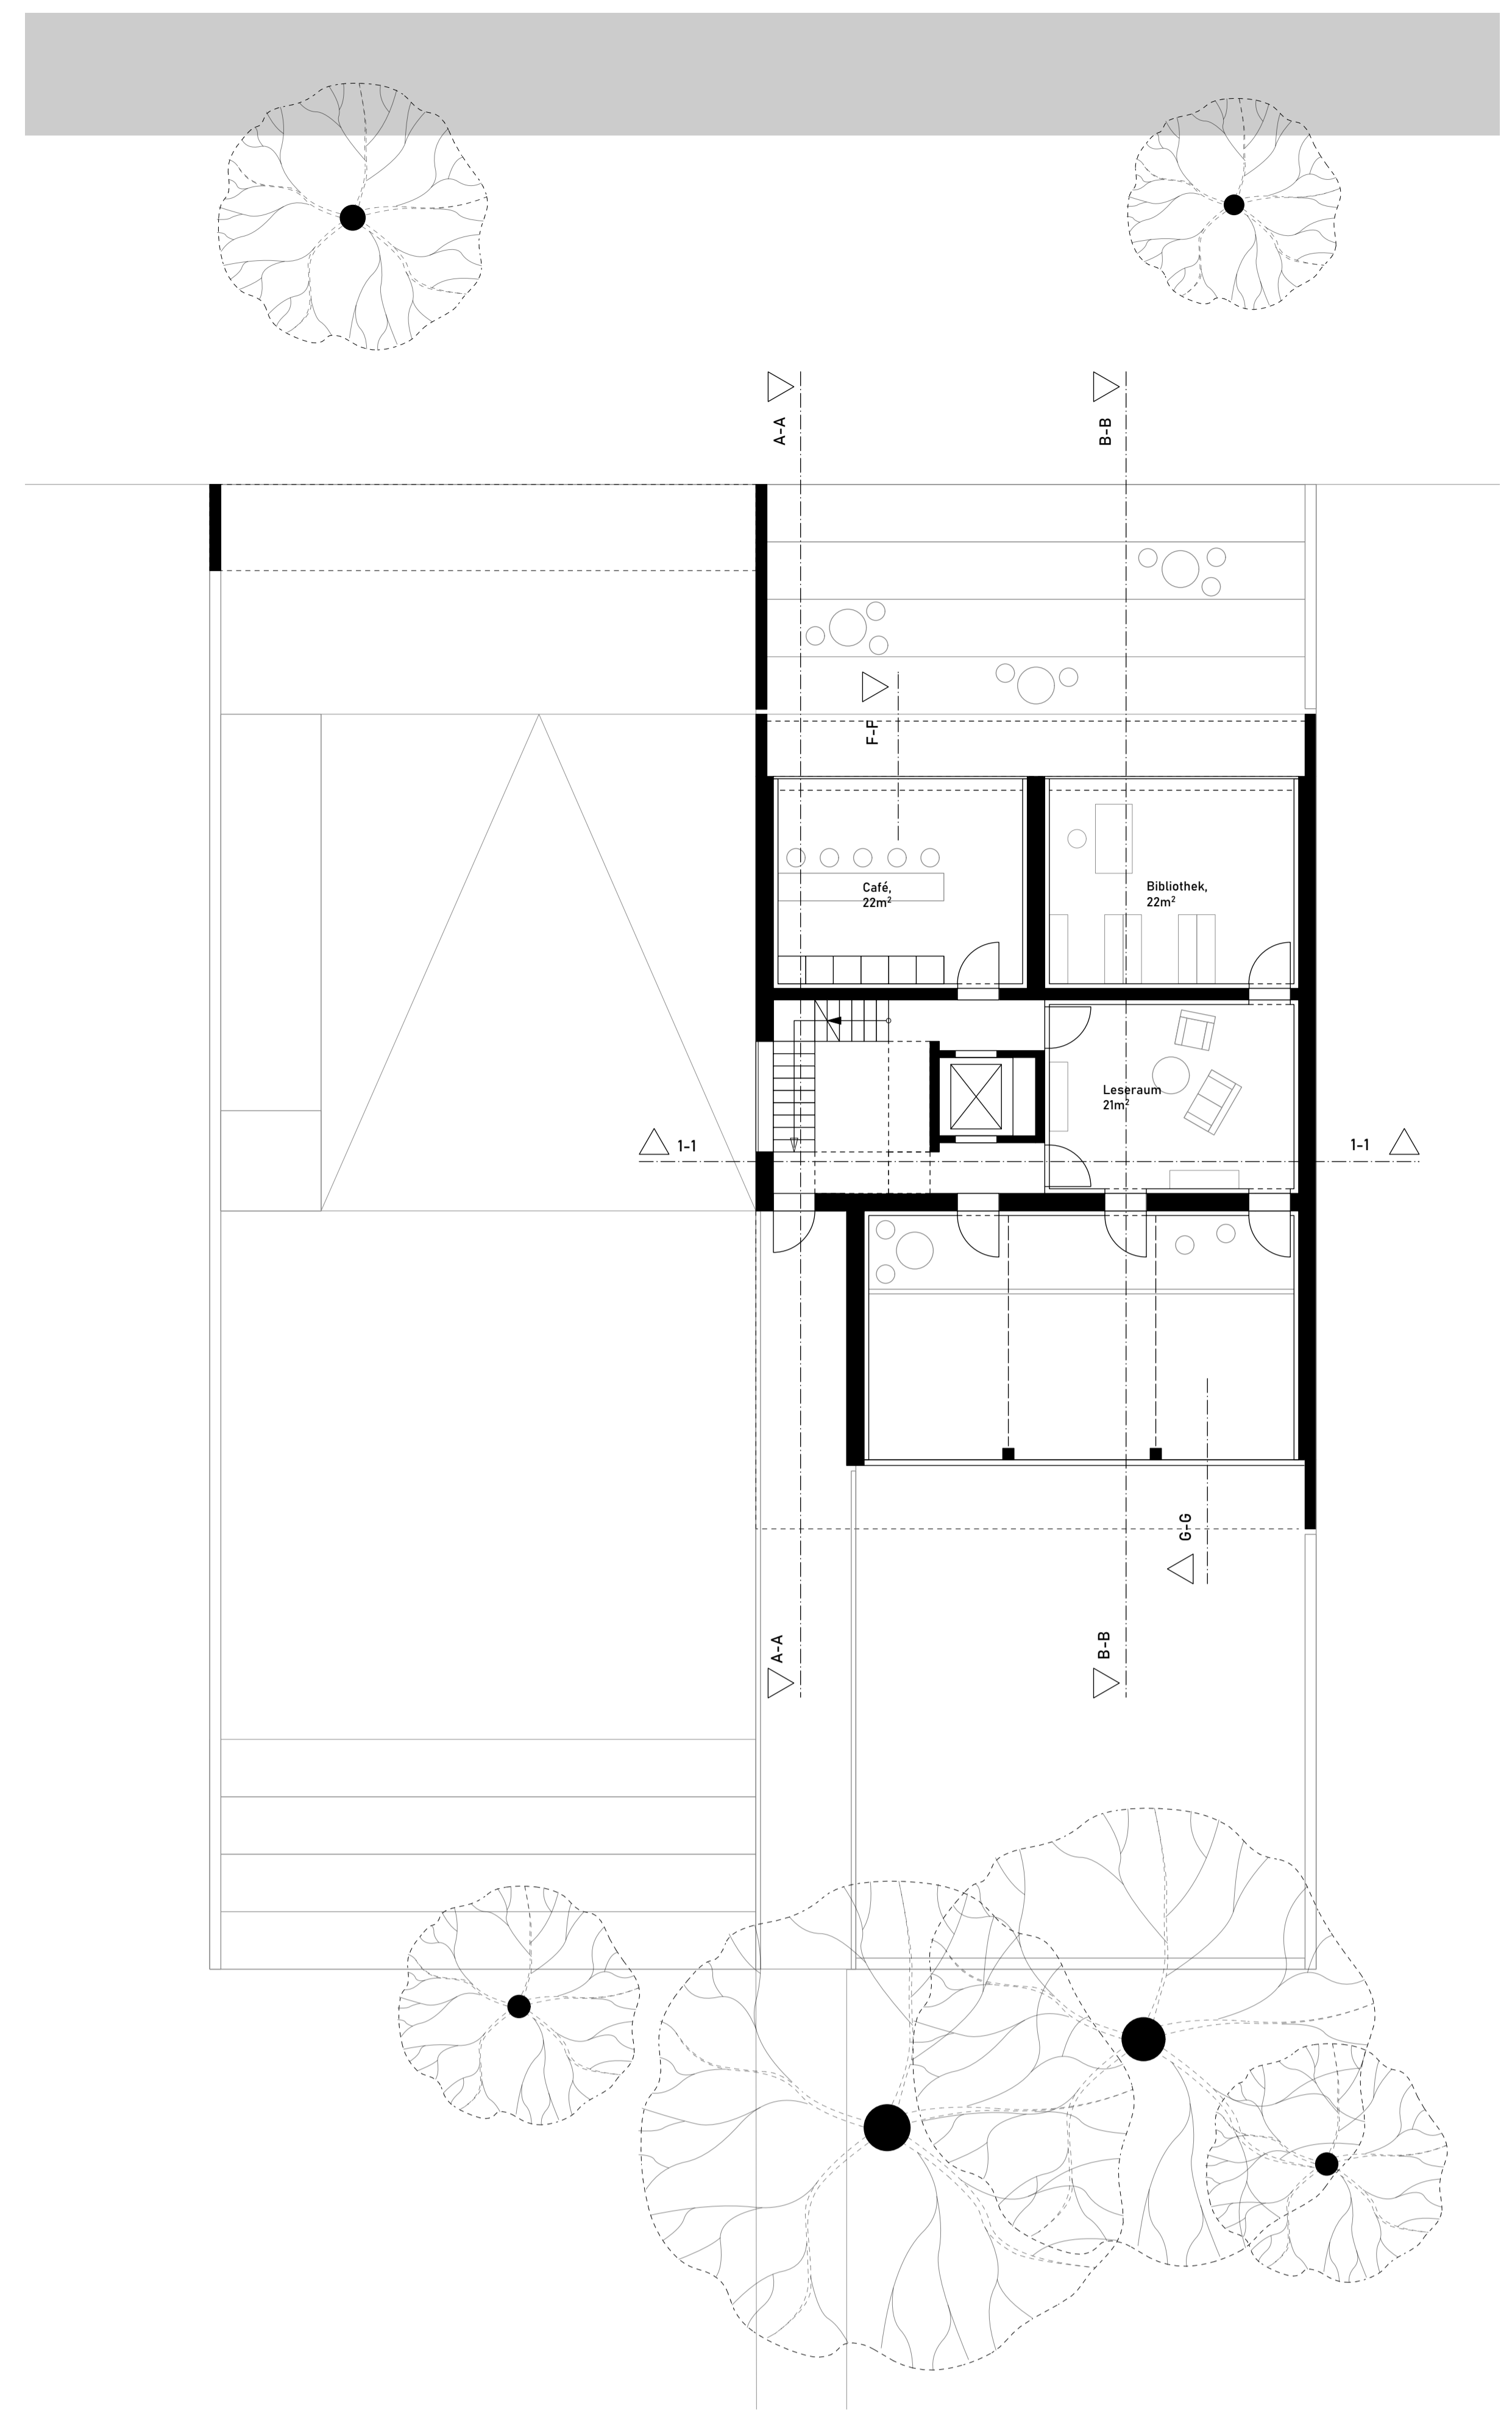 A-A
B-B
F-F
Café,
22m²
Bibliothek,
22m²
Leseraum
21m²
1-1
1-1
G-G
A-A
B-B